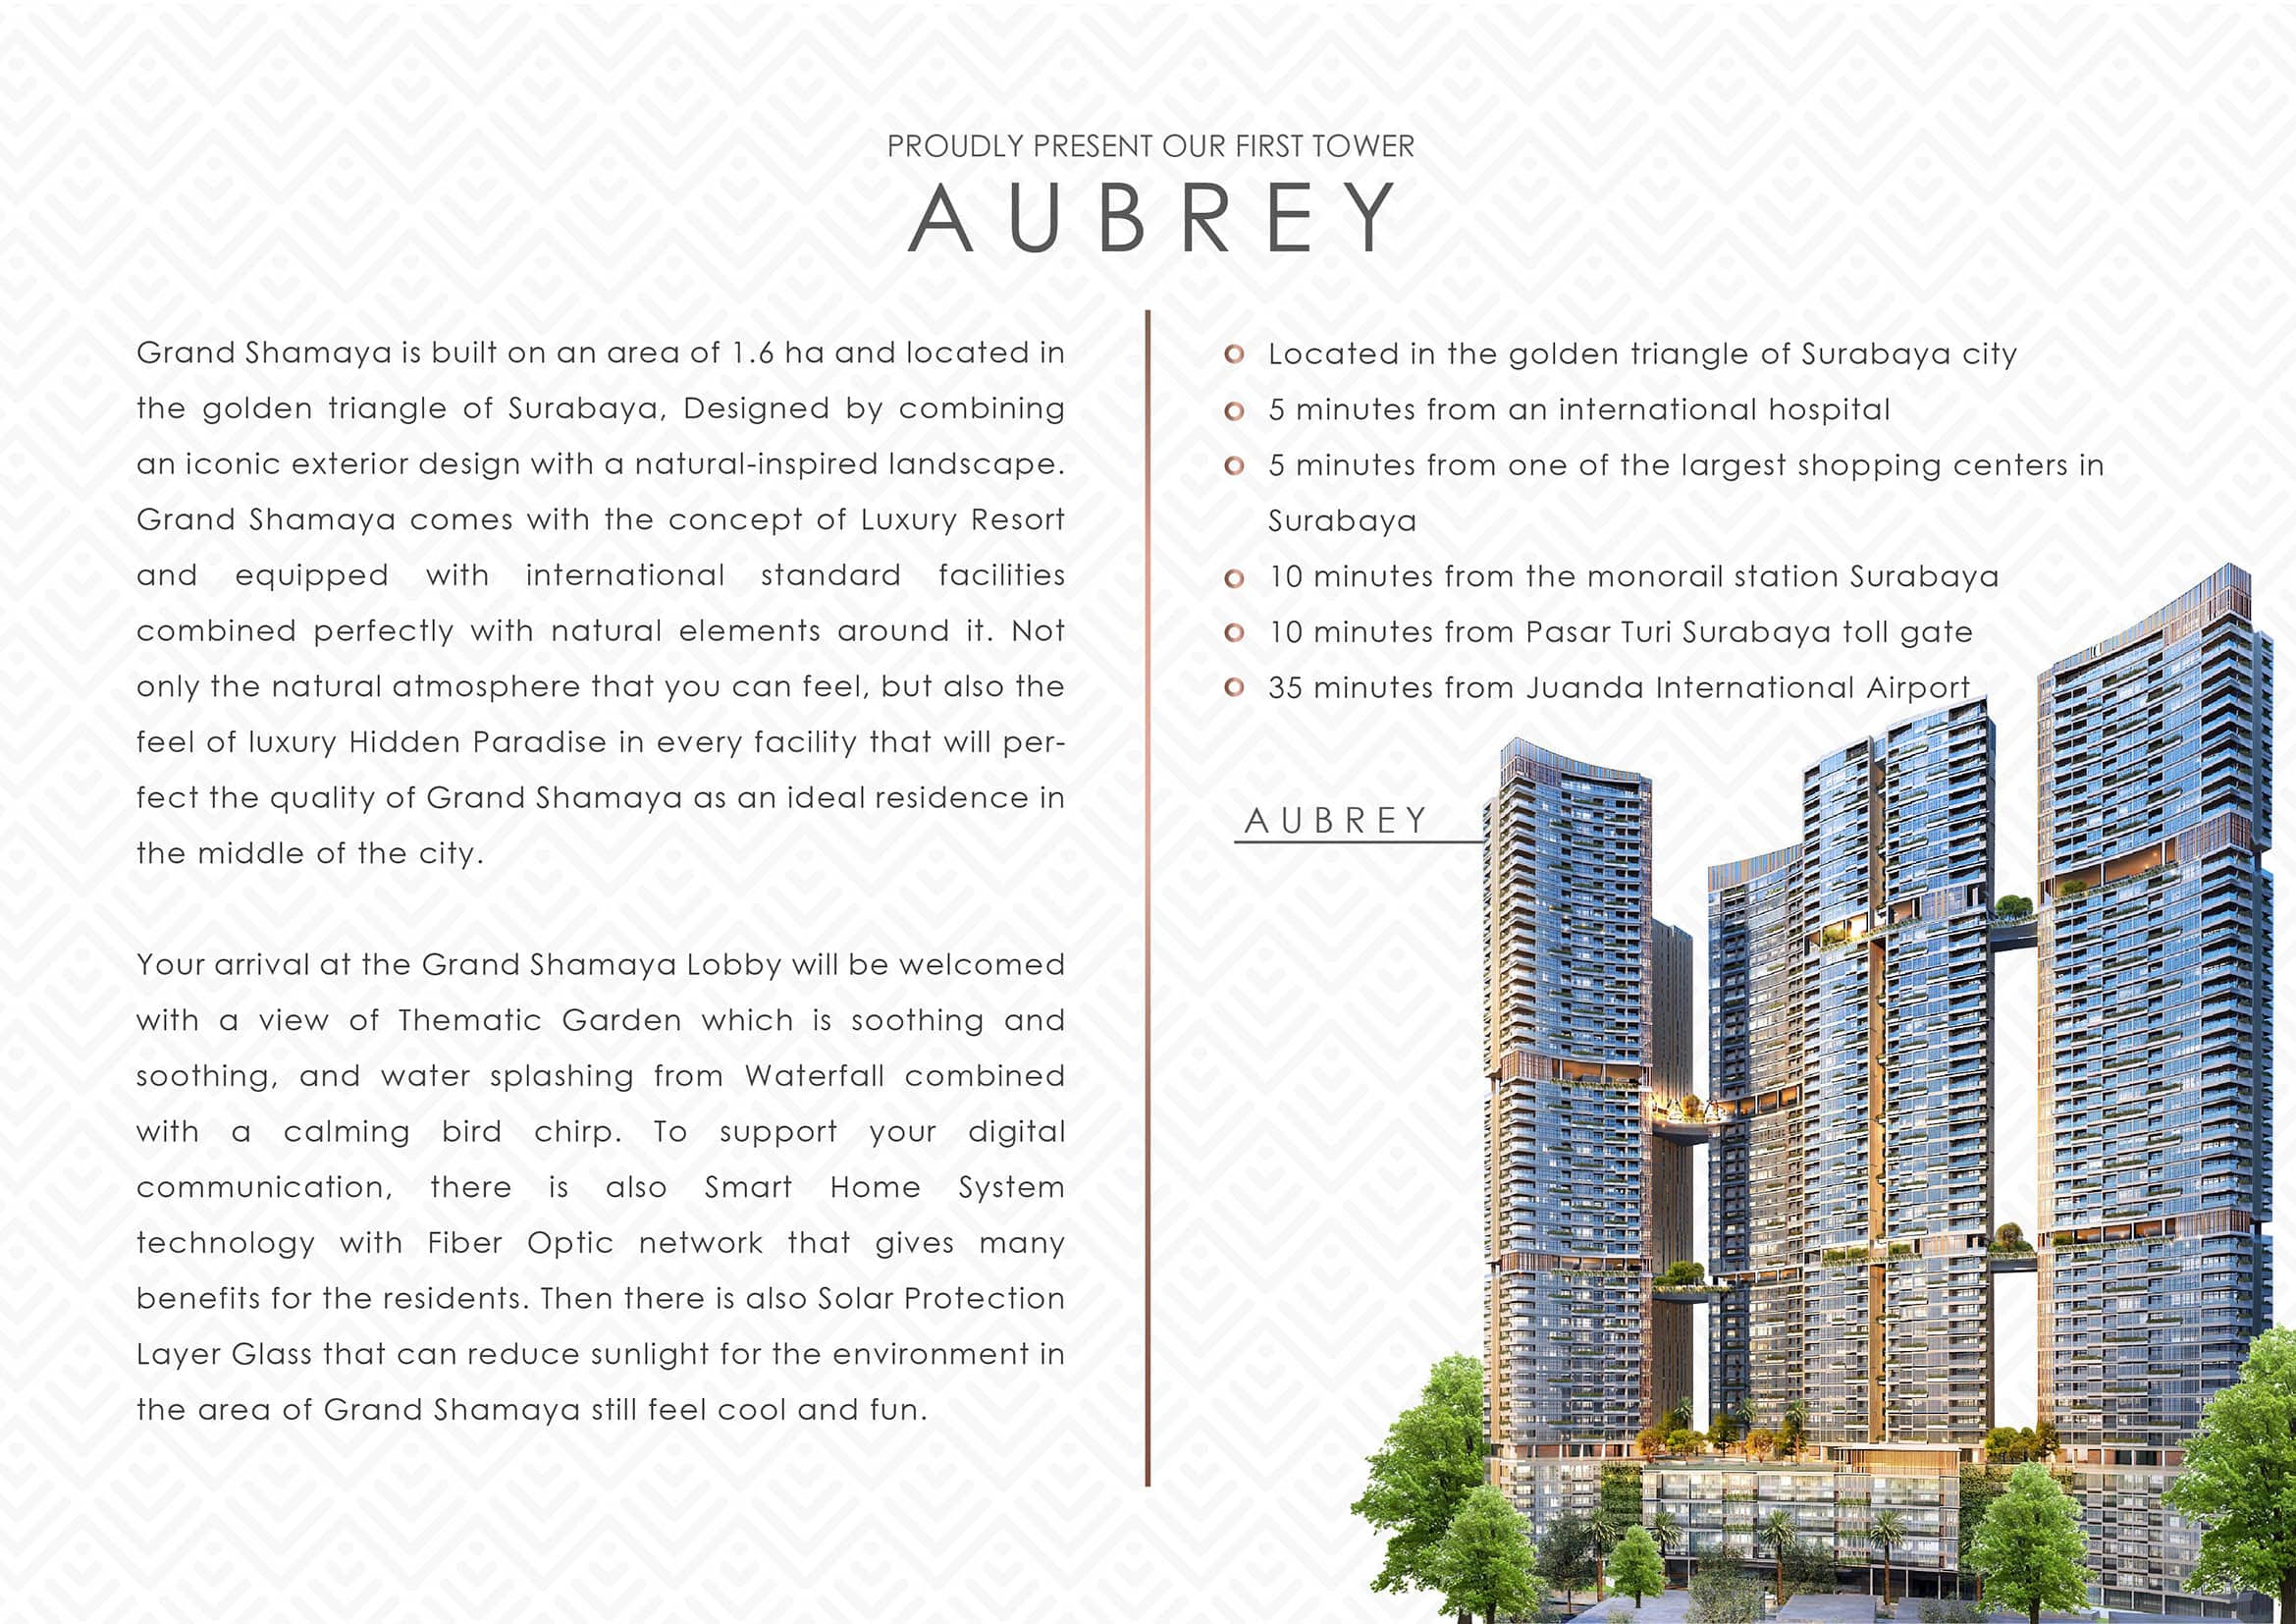 PROUDLY PRESENT OUR FIRST TOWER
AUBREY
Grand Shamaya is built on an area of 1.6 ha and located in
the golden triangle of Surabaya, Designed by combining
an iconic exterior design with a natural-inspired landscape.
Grand Shamaya comes with the concept of Luxury Resort
and equipped with international standard facilities
combined perfectly with natural elements around it. Not
only the natural atmosphere that you can feel, but also the
feel of luxury Hidden Paradise in every facility that will per-
fect the quality of Grand Shamaya as an ideal residence in
the middle of the city.
Your arrival at the Grand Shamaya Lobby will be welcomed
with a view of Thematic Garden which is soothing and
soothing, and water splashing from Waterfall combined
with a calming bird chirp. To support your digital
communication, there is also Smart Home System
technology with Fiber Optic network that gives many
benefits for the residents. Then there is also Solar Protection
Layer Glass that can reduce sunlight for the environment in
the area of Grand Shamaya still feel cool and fun.
Located in the golden triangle of Surabaya city
5 minutes from an international hospital
5 minutes from one of the largest shopping centers in
Surabaya
10 minutes from the monorail station Surabaya
10 minutes from Pasar Turi Surabaya toll gate
35 minutes from Juanda International Airport
AUBREY